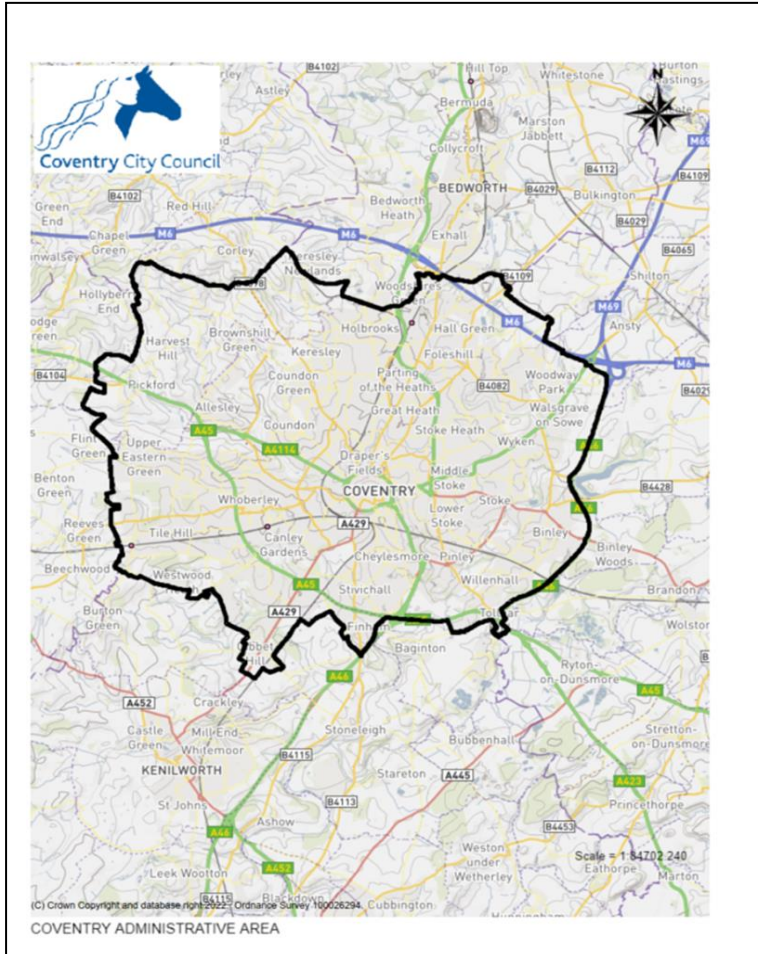 Coventry City Council
N
B4102
Hill Top
Whitestone
Burton
Hastings
Astley
Bermuda
Marston
Jabbett
M69
Collycroft
B4112
B4109
BEDWORTH
B4029
Bulkington
B4102
Green
End
Red Hill
Bedworth
Heath
B4029
Chapel
Green
M6
M6
Exhall
B4065
Corley
Keresley
Newlands
B4109
Shilton
Hollyberry
End
Woodshires
Green
M69
M6
Ansty
Harvest
Hill
Brownshill
Green
Holbrooks
Hall Green
Keresley
Foleshill
M6
B4104
Pickford
Coundon
Green
Parting
of the Heaths
B4082
Woodway
Park
B4029
Allesley
Great Heath
Walsgrave
on Sowe
A45
Coundon
Stoke Heath
Wyken
A46
Flint
Green
Upper
Eastern
Green
A4114
Draper's
Fields
Middle
Stoke
Benton
Green
COVENTRY
B4428
Whoberley
Stoke
Reeves
Green
A429
Lower
Stoke
A46
Tile Hill
Canley
Gardens
Binley
Binley
Woods
Beechwood
Cheylesmore
Pinley
Westwood
Heath
A45
Stivichall
Willenhall
Brandon
Burton
Green
A429
Finham
Wolston
Gibbet
Hill
Baginton
A46
Ryton-
on-Dunsmore
A45
A452
Crackley
Castle
Green
Mill End
Stoneleigh
Stretton-
on-Dunsmore
Whitemoor
B4115
Bubbenhall
KENILWORTH
Stareton
A445
A423
St Johns
B4113
Princethorpe
A46
Ashow
B4453
Weston
under
Wetherley
Scale = 1:84702.240
Eathorpe
Leek Wootton
A452
Marton
B4115
Blackdown
Cubbington
Hunningham
(C) Crown Copyright and database right 2022. Ordnance Survey 100026294
COVENTRY ADMINISTRATIVE AREA